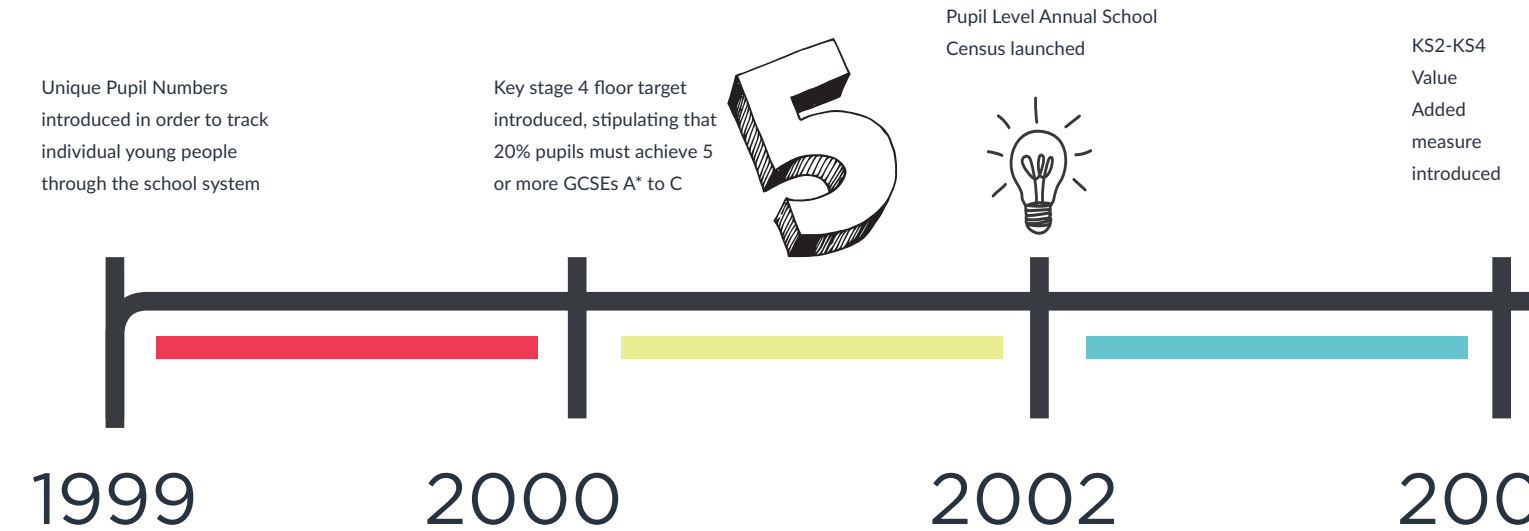 Unique Pupil Numbers
introduced in order to track
individual young people
through the school system
Key stage 4 floor target
introduced, stipulating that
20% pupils must achieve 5
or more GCSEs A* to C
5
Pupil Level Annual School
Census launched
KS2-KS4
Value
Added
measure
introduced
1999
2000
2002